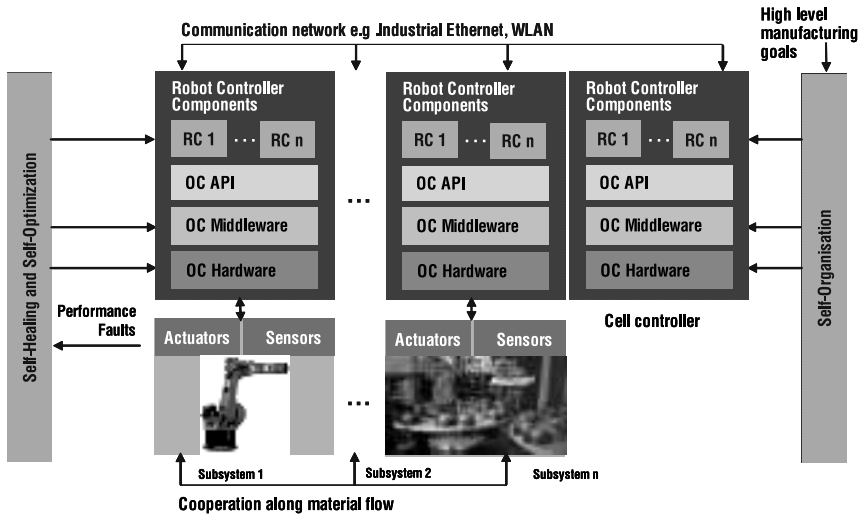 Communication network e.g .Industrial Ethernet, WLAN
High level
manufacturing
goals
Robot Controller
Components
RC 1 ... RC n
OC API
OC Middleware
OC Hardware
...
Robot Controller
Components
RC 1 ... RC n
OC API
OC Middleware
OC Hardware
Robot Controller
Components
RC 1 ... RC n
OC API
OC Middleware
OC Hardware
Self-Healing and Self-Optimization
Self-Organisation
Performance
Faults
Cell controller
Actuators
Sensors
...
Actuators
Sensors
Subsystem 1
Subsystem 2
Subsystem n
Cooperation along material flow